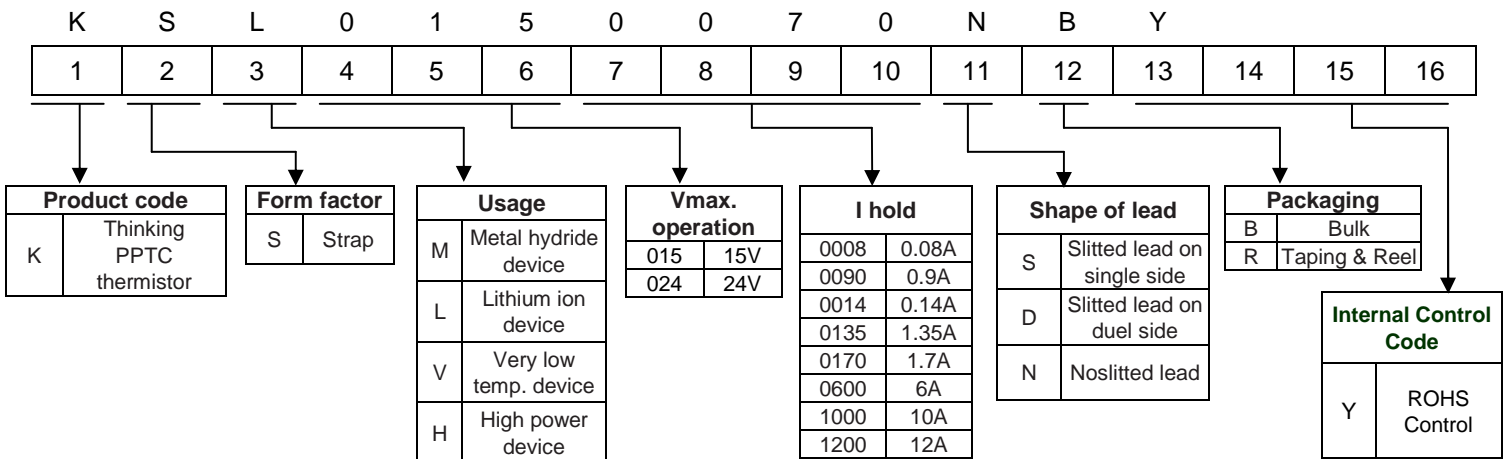 K S L 0 1 5 0 0 7 0 N B Y
1 2 3 4 5 6 7 8 9 10 11 12 13 14 15 16
Product code
K Thinking
PPTC
thermistor
Form factor
S Strap
Usage
M Metal hydride
device
L Lithium ion
device
V Very low
temp. device
H High power
device
Vmax.
operation
015 15V
024 24V
I hold
0008 0.08A
0090 0.9A
0014 0.14A
0135 1.35A
0170 1.7A
0600 6A
1000 10A
1200 12A
Shape of lead
S Slitted lead on
single side
D Slitted lead on
duel side
N Noslitted lead
Packaging
B Bulk
R Taping & Reel
Internal Control
Code
Y ROHS
Control